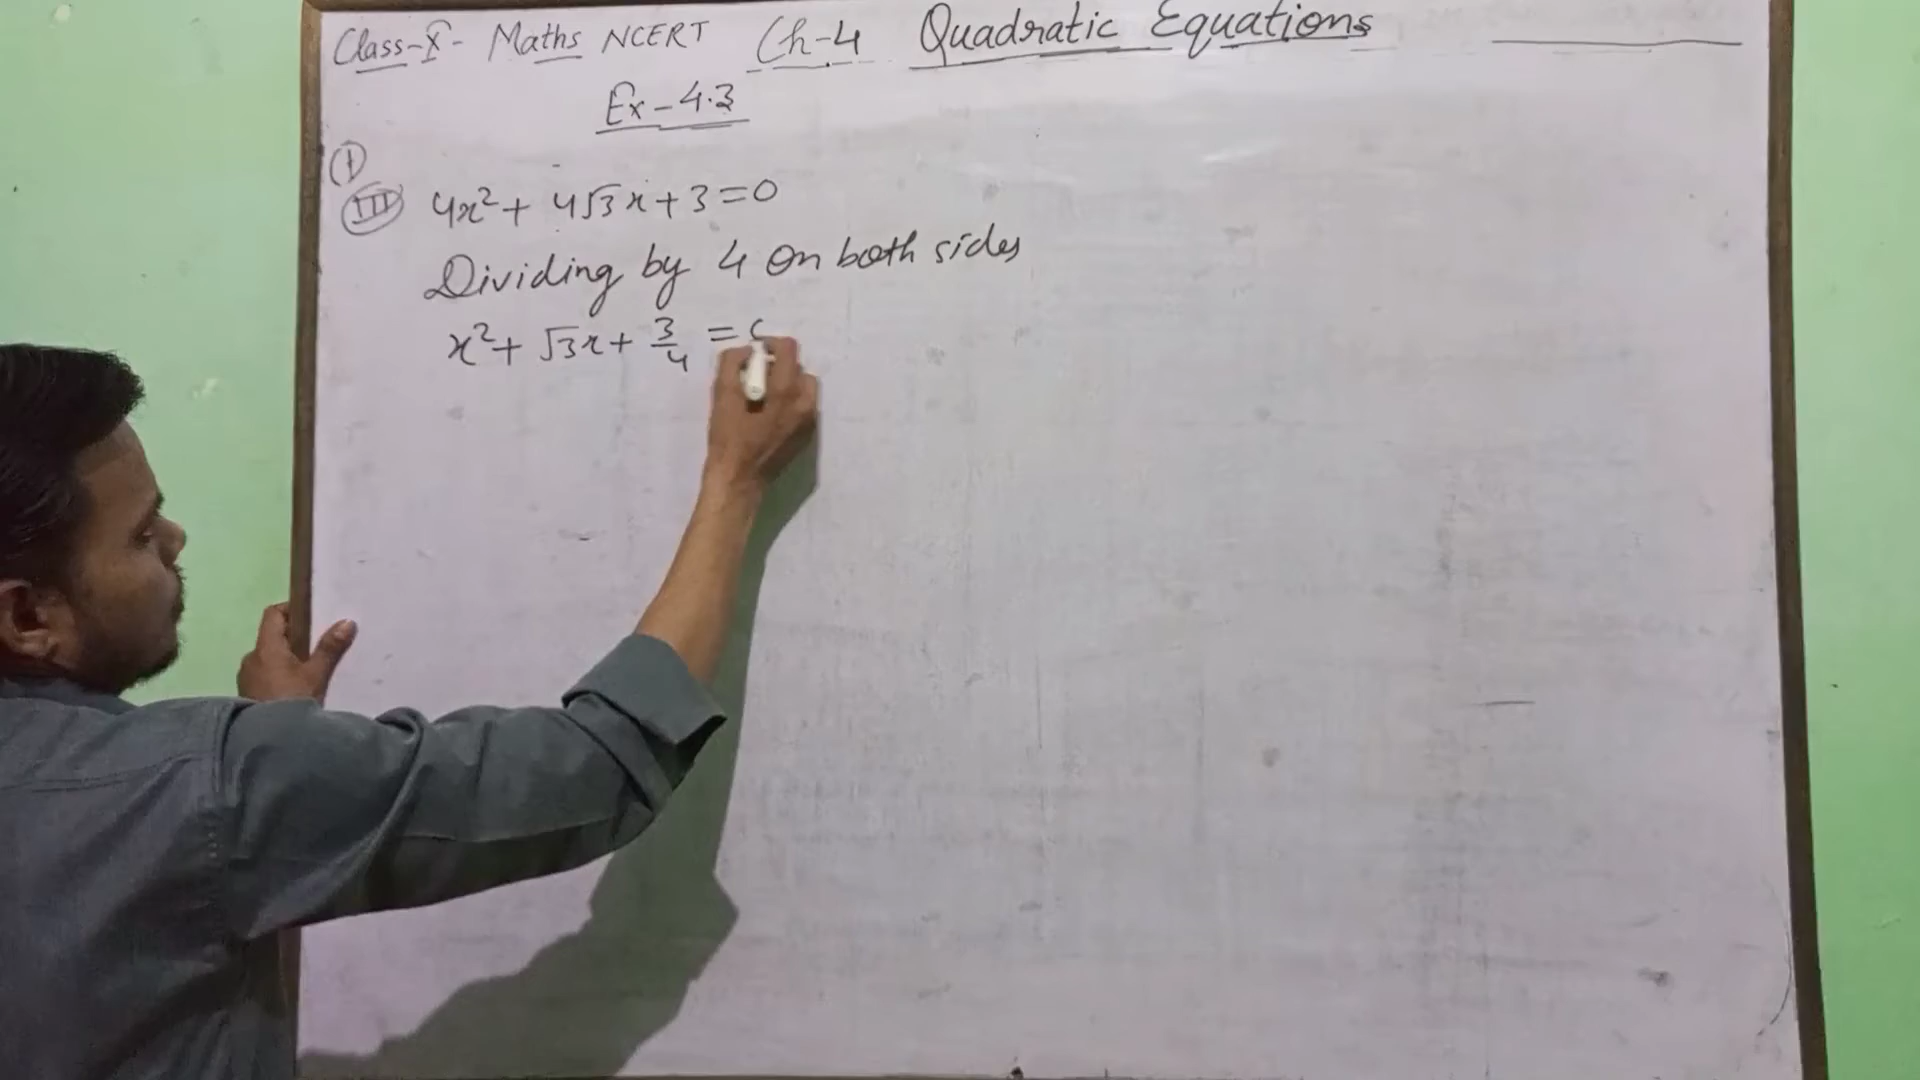 Class-X- Maths NCERT Ch-4 Quadratic Equations
Ex-4.3
(I)
(III) 4x²+ 4√3x+3=0
Dividing by 4 on both sides
x²+ √3x+ 3/4 =0